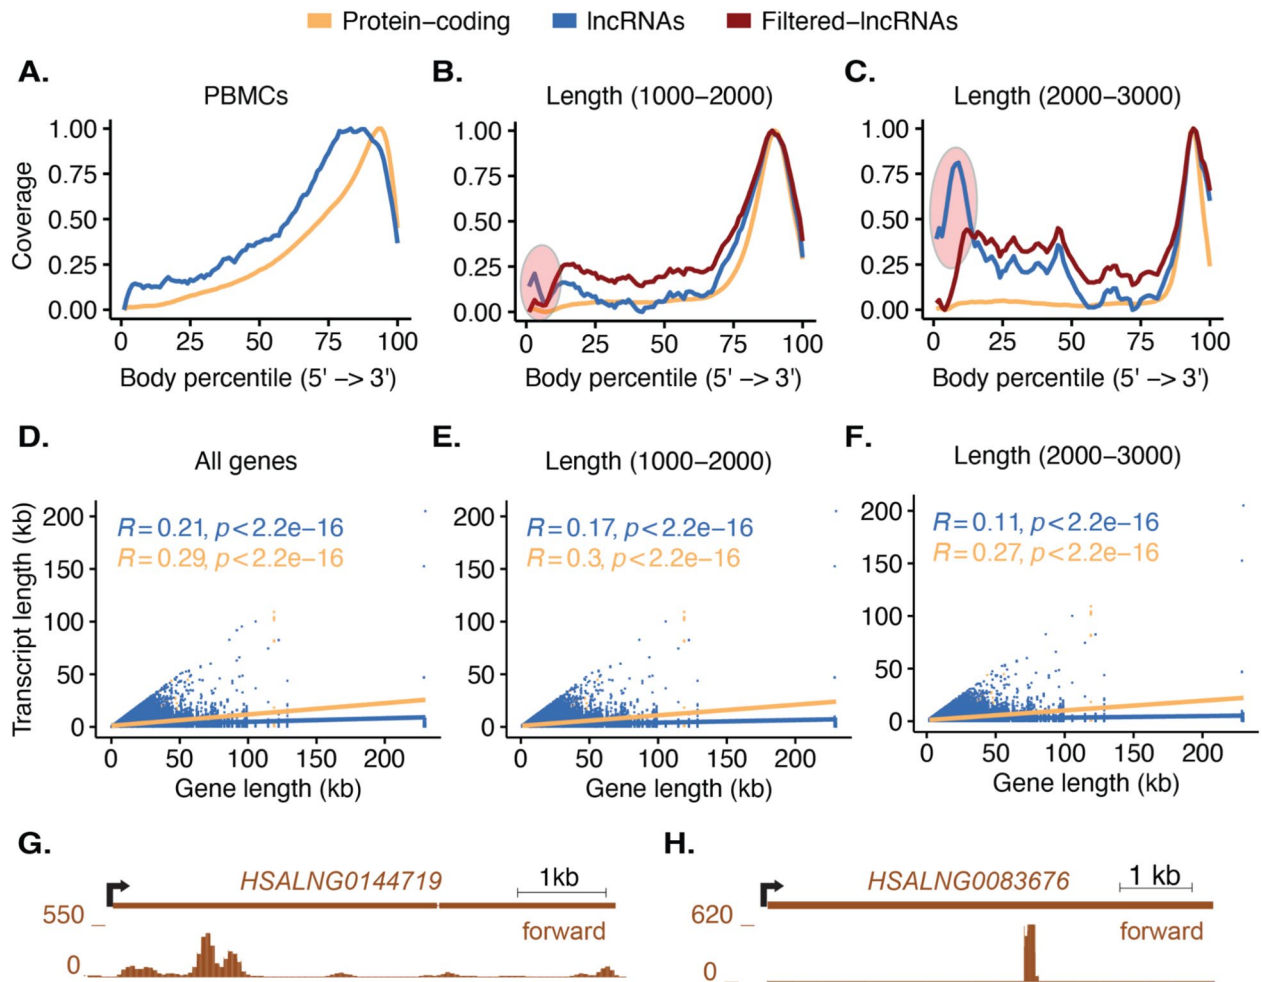 Protein−coding lncRNAs Filtered−lncRNAs
A. B. C.
PBMCs Length (1000−2000) Length (2000−3000)
Coverage
1.00 1.00 1.00
0.75 0.75 0.75
0.50 0.50 0.50
0.25 0.25 0.25
0.00 0.00 0.00
0 25 50 75 100 0 25 50 75 100 0 25 50 75 100
Body percentile (5' −> 3') Body percentile (5' −> 3') Body percentile (5' −> 3')
D. E. F.
All genes Length (1000−2000) Length (2000−3000)
Transcript length (kb)
200 200 200
R = 0.21, p < 2.2e−16 R = 0.17, p < 2.2e−16 R = 0.11, p < 2.2e−16
R = 0.29, p < 2.2e−16 R = 0.3, p < 2.2e−16 R = 0.27, p < 2.2e−16
150 150 150
100 100 100
50 50 50
0 0 0
0 50 100 150 200 0 50 100 150 200 0 50 100 150 200
Gene length (kb) Gene length (kb) Gene length (kb)
G. H.
HSALNG0144719 1kb HSALNG0083676 1 kb
550 forward 620 forward
0 0